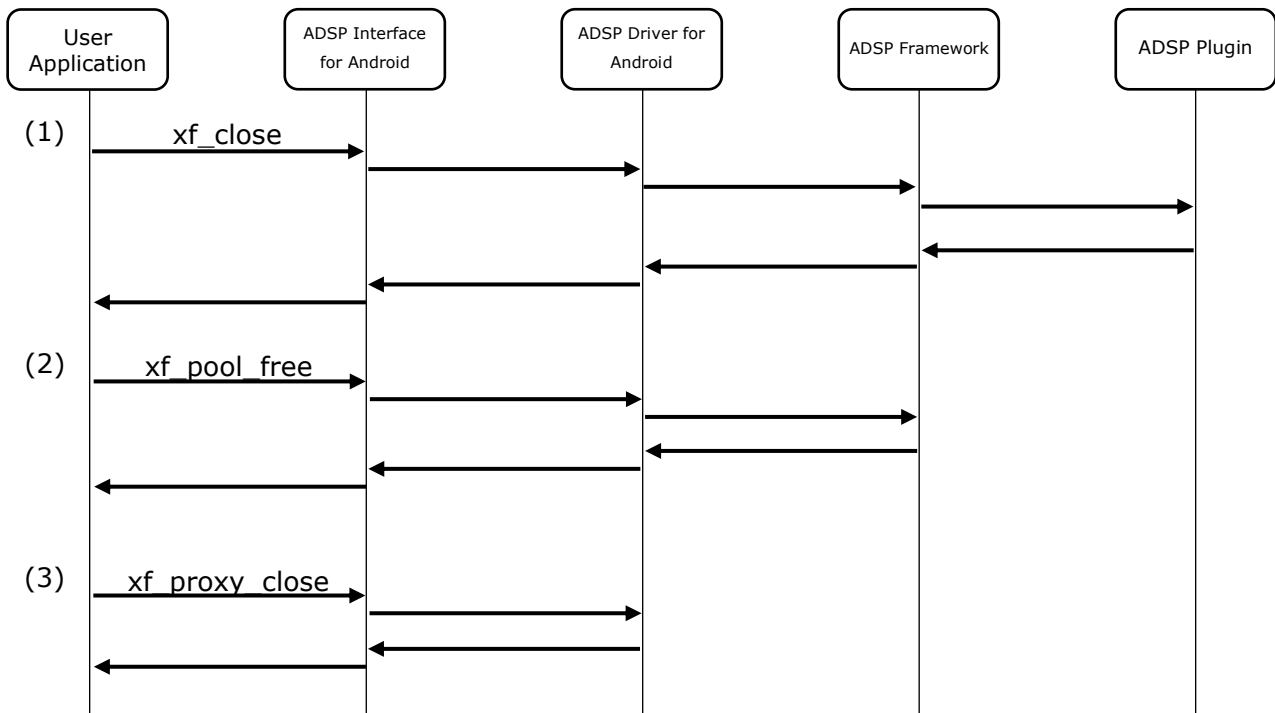 User
Application
ADSP Interface
for Android
ADSP Driver for
Android
ADSP Framework
ADSP Plugin
(1)
xf_close
(2)
xf_pool_free
(3)
xf_proxy_close